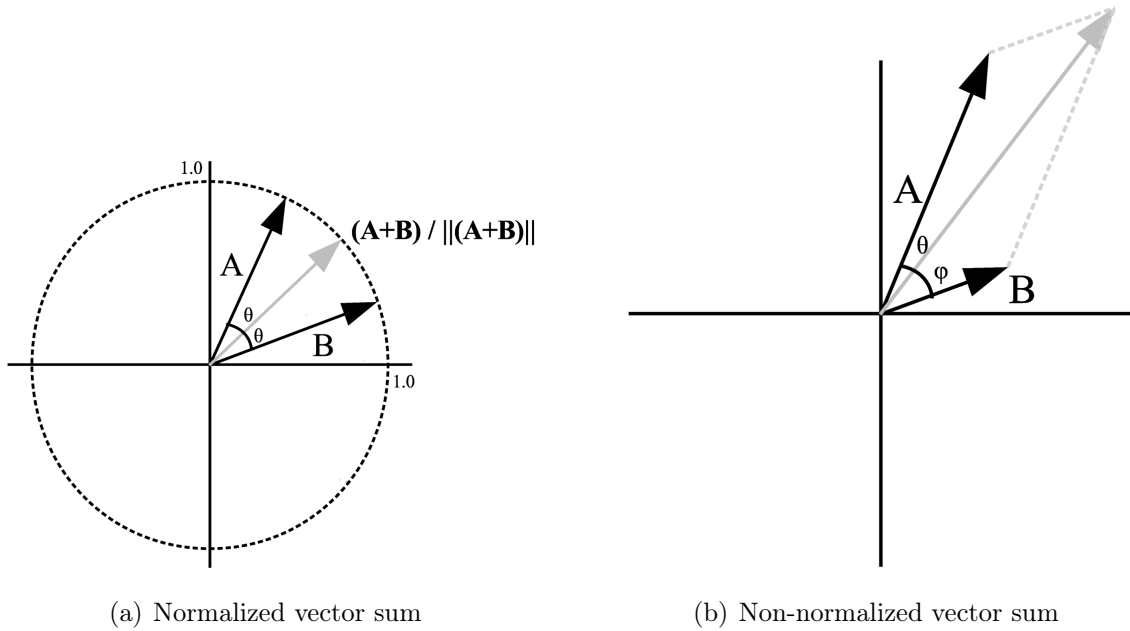 1.0
(A+B) / ||(A+B)||
A
θ
θ
B
1.0
(a) Normalized vector sum
A
θ
φ
B
(b) Non-normalized vector sum